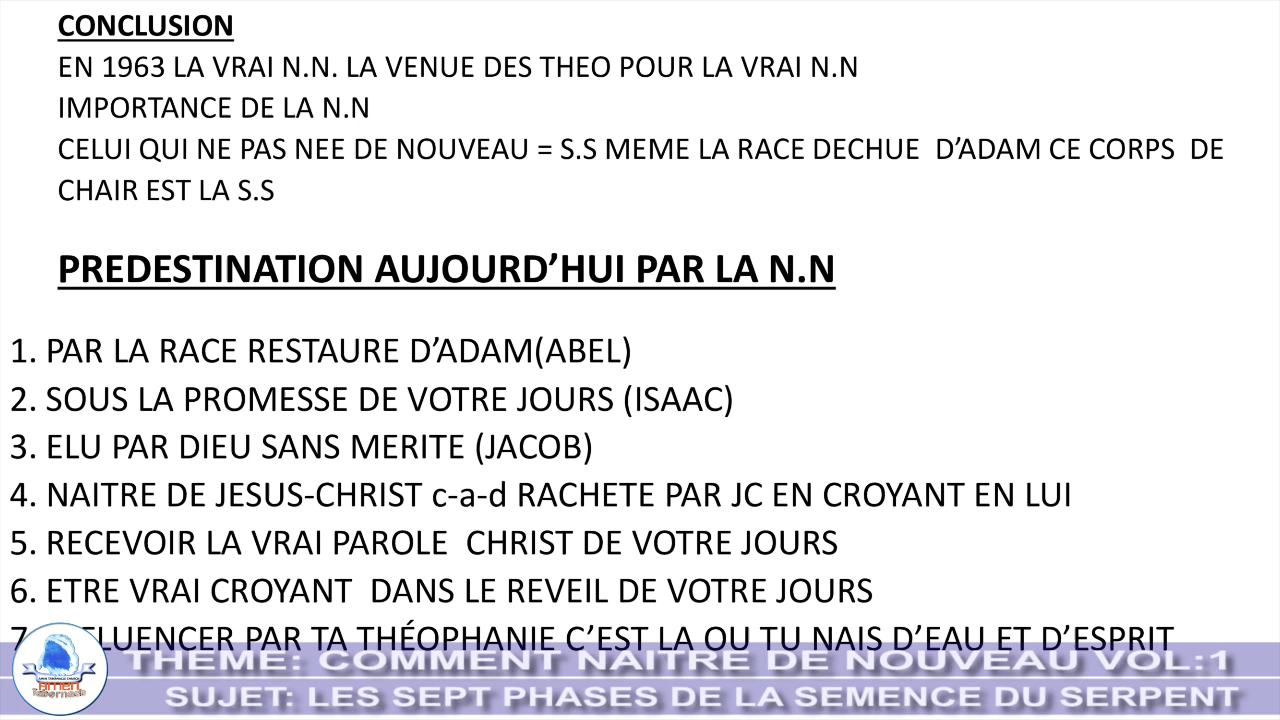 CONCLUSION
EN 1963 LA VRAI N.N. LA VENUE DES THEO POUR LA VRAI N.N
IMPORTANCE DE LA N.N
CELUI QUI NE PAS NEE DE NOUVEAU = S.S MEME LA RACE DECHUE D’ADAM CE CORPS DE
CHAIR EST LA S.S
PREDESTINATION AUJOURD’HUI PAR LA N.N
1. PAR LA RACE RESTAURE D’ADAM(ABEL)
2. SOUS LA PROMESSE DE VOTRE JOURS (ISAAC)
3. ELU PAR DIEU SANS MERITE (JACOB)
4. NAITRE DE JESUS-CHRIST c-a-d RACHETE PAR JC EN CROYANT EN LUI
5. RECEVOIR LA VRAI PAROLE CHRIST DE VOTRE JOURS
6. ETRE VRAI CROYANT DANS LE REVEIL DE VOTRE JOURS
7. PAR TA THÉOPHANIE C’EST LA OU TU NAIS D’EAU ET D’ESPRIT
THEME: COMMENT NAITRE DE NOUVEAU VOL:1
SUJET: LES SEPT PHASES DE LA SEMENCE DU SERPENT